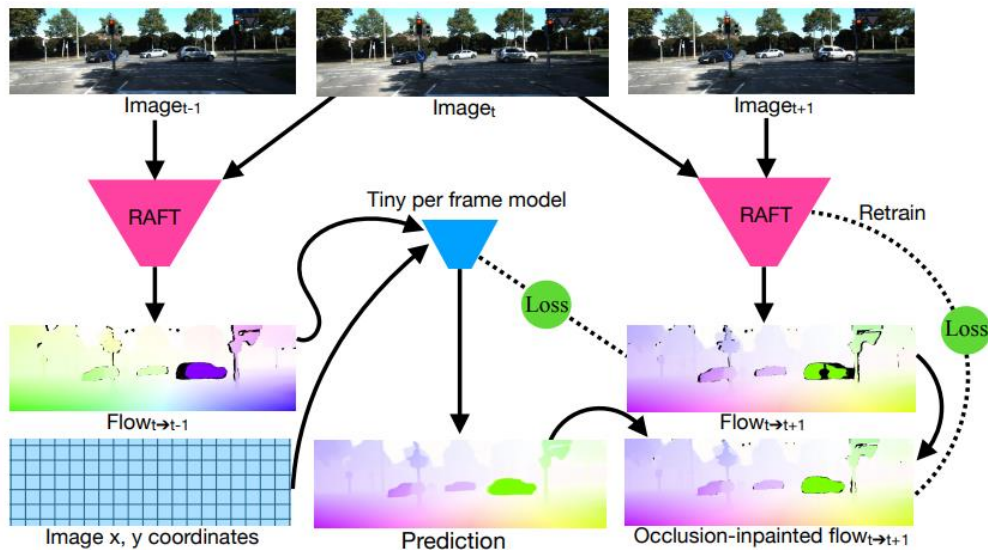 Image t-1
Image t
Image t+1
RAFT
Tiny per frame model
RAFT
Retrain
Loss
Loss
Flow t→t-1
Flow t→t+1
Image x, y coordinates
Prediction
Occlusion-inpainted flow t→t+1